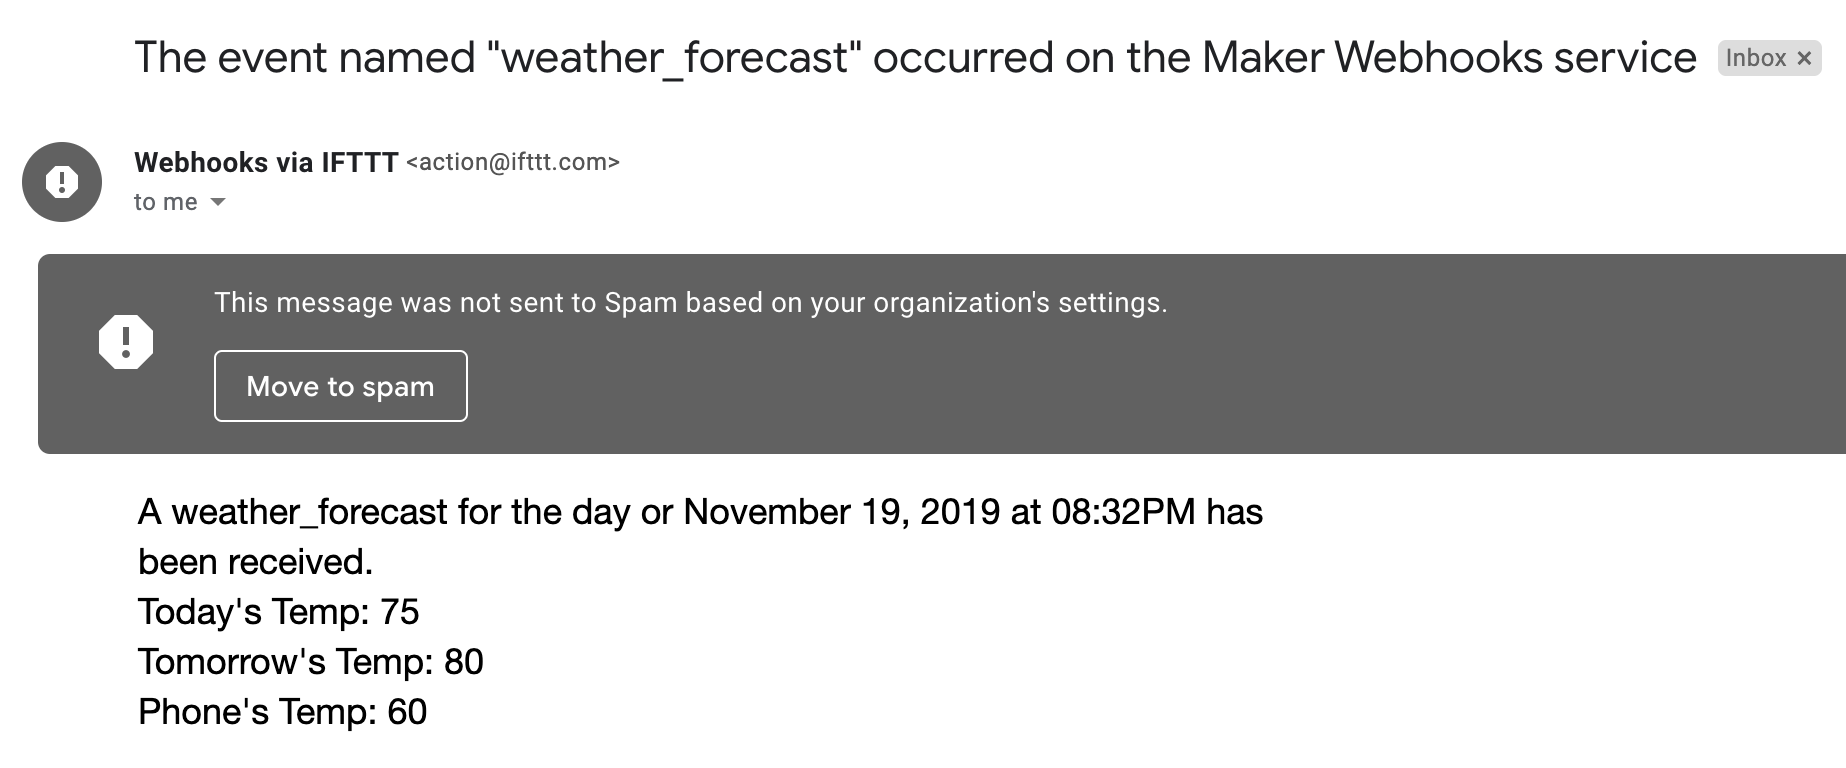 The event named "weather_forecast" occurred on the Maker Webhooks service Inbox ×
Webhooks via IFTTT <action@ifttt.com>
to me
This message was not sent to Spam based on your organization's settings.
Move to spam
A weather_forecast for the day or November 19, 2019 at 08:32PM has
been received.
Today's Temp: 75
Tomorrow's Temp: 80
Phone's Temp: 60